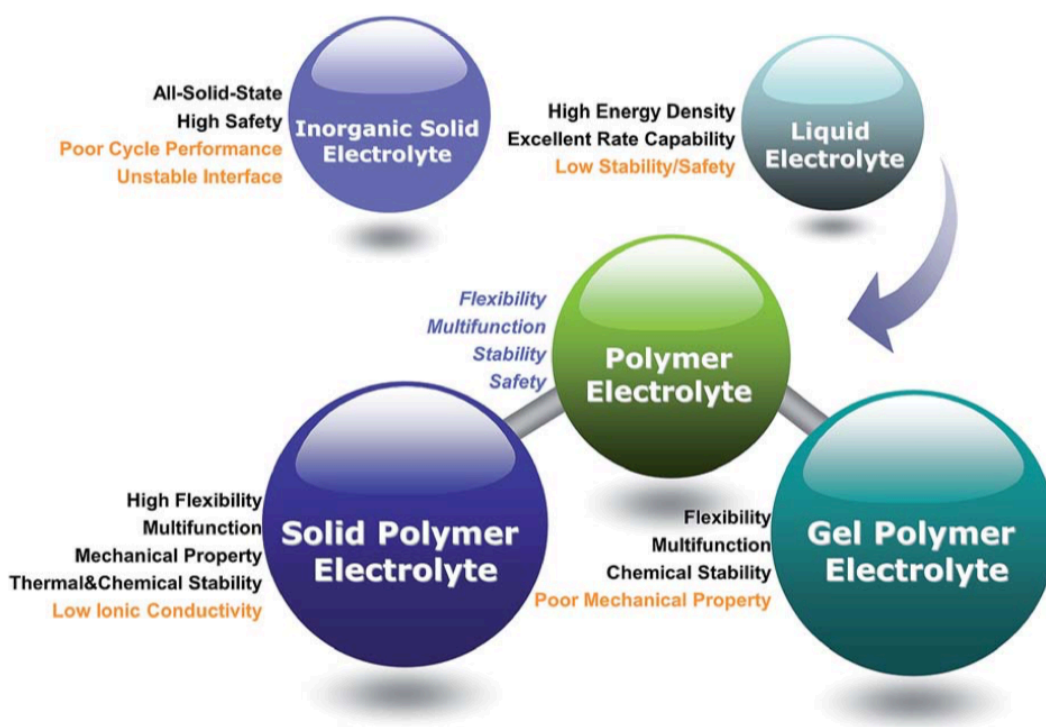 All-Solid-State
High Safety
Poor Cycle Performance
Unstable Interface
Inorganic Solid
Electrolyte
High Energy Density
Excellent Rate Capability
Low Stability/Safety
Liquid
Electrolyte
Flexibility
Multifunction
Stability
Safety
Polymer
Electrolyte
High Flexibility
Multifunction
Mechanical Property
Thermal&Chemical Stability
Low Ionic Conductivity
Solid Polymer
Electrolyte
Flexibility
Multifunction
Chemical Stability
Poor Mechanical Property
Gel Polymer
Electrolyte